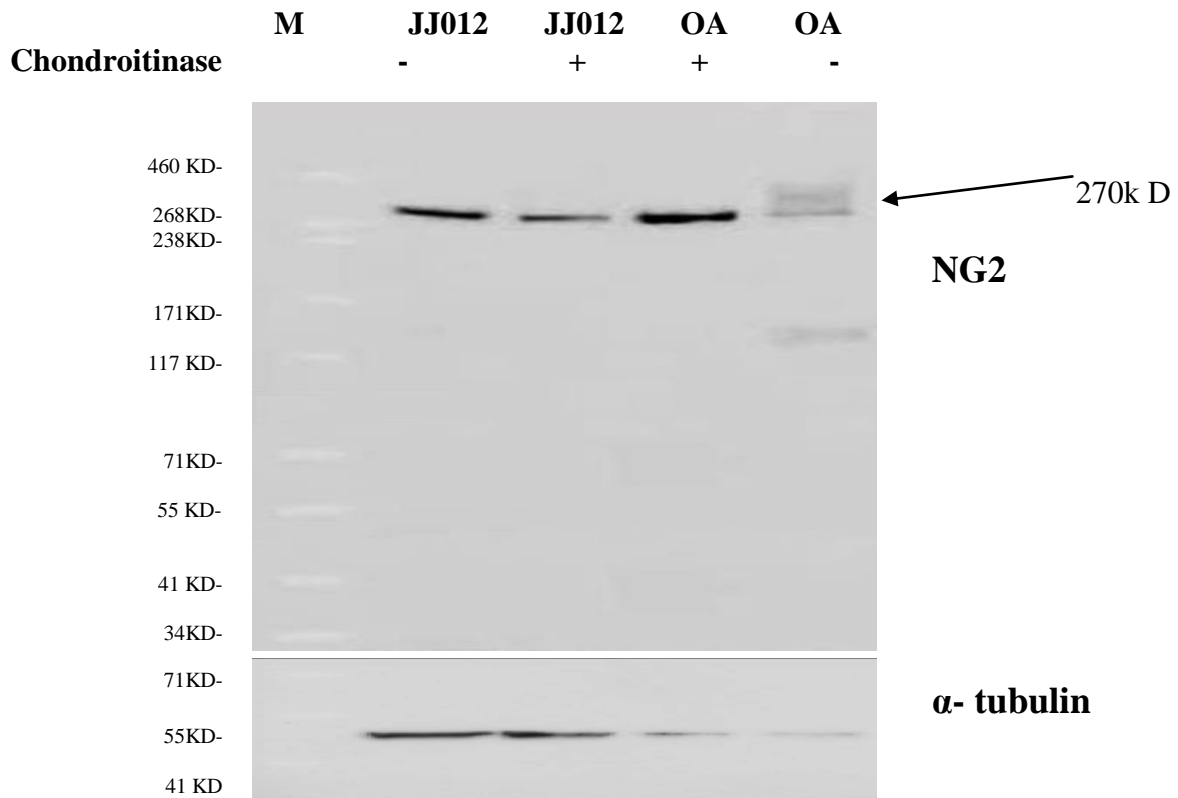 M JJ012 JJ012 OA OA
Chondroitinase - + + -
460 KD-
268KD-
238KD-
171KD-
117 KD-
71KD-
55 KD-
41 KD-
34KD-
270k D
NG2
71KD-
55KD-
41 KD
α- tubulin